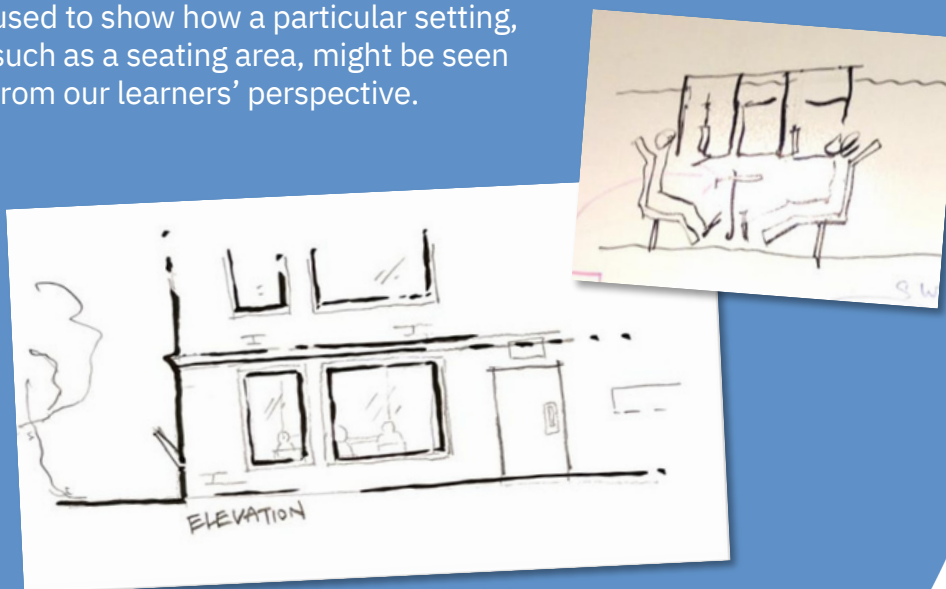 used to show how a particular setting,
such as a seating area, might be seen
from our learners’ perspective.
S W
ELEVATION